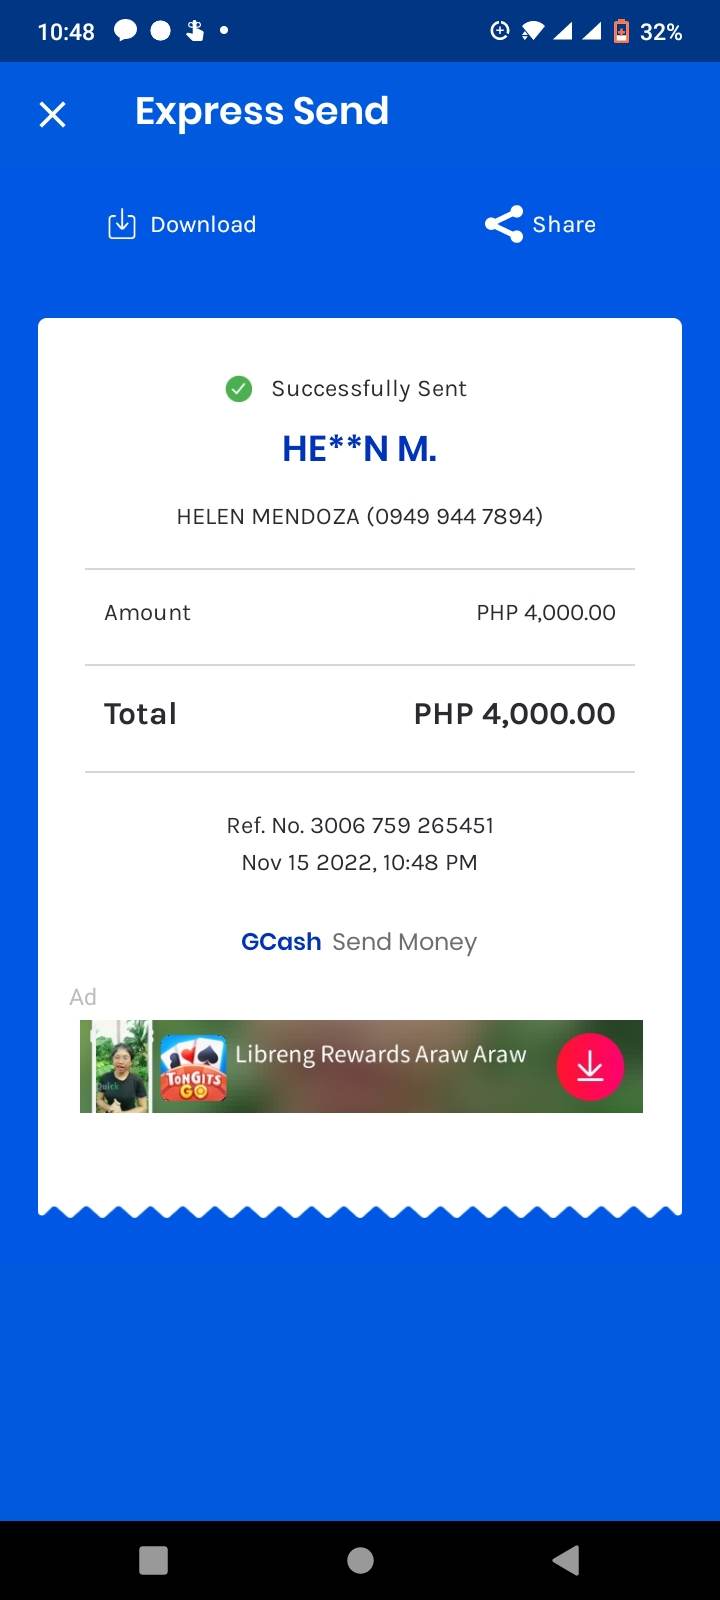 10:48 32%
Express Send
Download Share
Successfully Sent
HE**N M.
HELEN MENDOZA (0949 944 7894)
Amount PHP 4,000.00
Total PHP 4,000.00
Ref. No. 3006 759 265451
Nov 15 2022, 10:48 PM
GCash Send Money
Ad
Quick
TONGITS
GO
Libreng Rewards Araw Araw